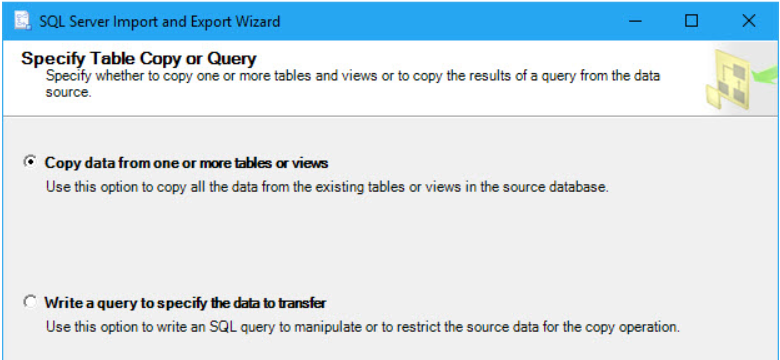 SQL Server Import and Export Wizard
Specify Table Copy or Query
Specify whether to copy one or more tables and views or to copy the results of a query from the data
source.
Copy data from one or more tables or views
Use this option to copy all the data from the existing tables or views in the source database.
Write a query to specify the data to transfer
Use this option to write an SQL query to manipulate or to restrict the source data for the copy operation.